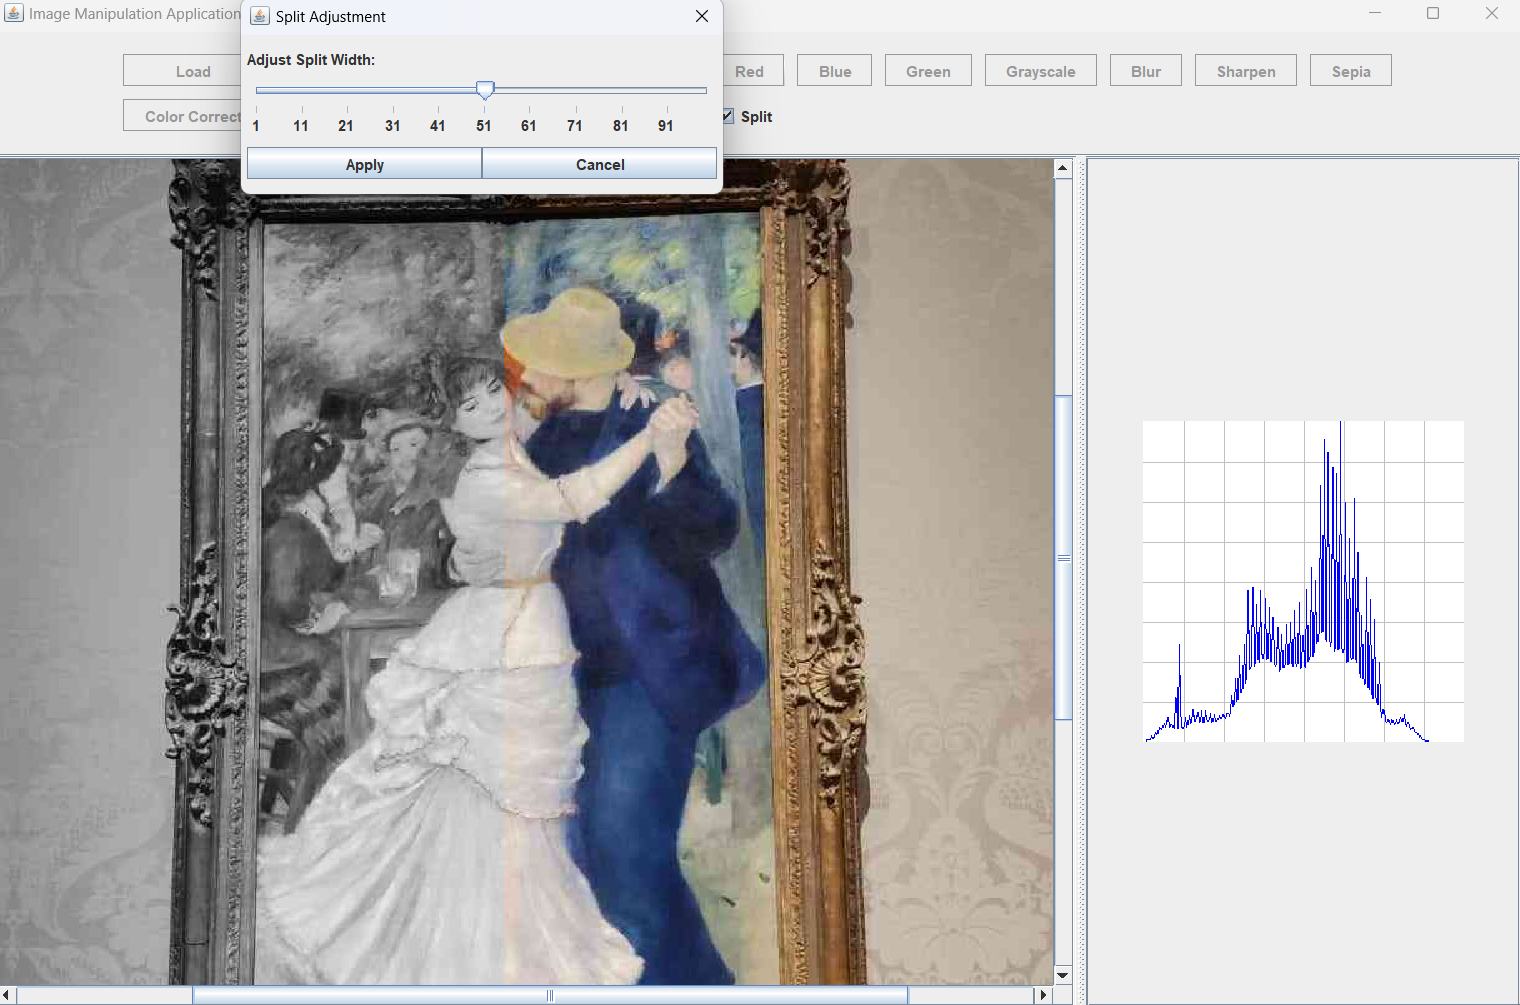 Image Manipulation Application
Split Adjustment
Adjust Split Width:
1 11 21 31 41 51 61 71 81 91
Apply Cancel
Load Red Blue Green Grayscale Blur Sharpen Sepia
Color Correct Split